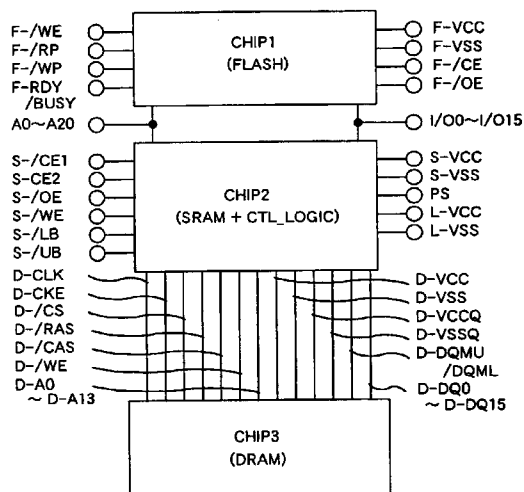 F-/WE
F-/RP
F-/WP
F-RDY
/BUSY
A0~A20
CHIP1
(FLASH)
F-VCC
F-VSS
F-/CE
F-/OE
I/O0~I/O15
S-/CE1
S-CE2
S-/OE
S-/WE
S-/LB
S-/UB
CHIP2
(SRAM + CTL_LOGIC)
S-VCC
S-VSS
PS
L-VCC
L-VSS
D-CLK
D-CKE
D-/CS
D-/RAS
D-/CAS
D-/WE
D-A0
~ D-A13
D-VCC
D-VSS
D-VCCQ
D-VSSQ
D-DQMU
/DQML
D-DQ0
~ D-DQ15
CHIP3
(DRAM)